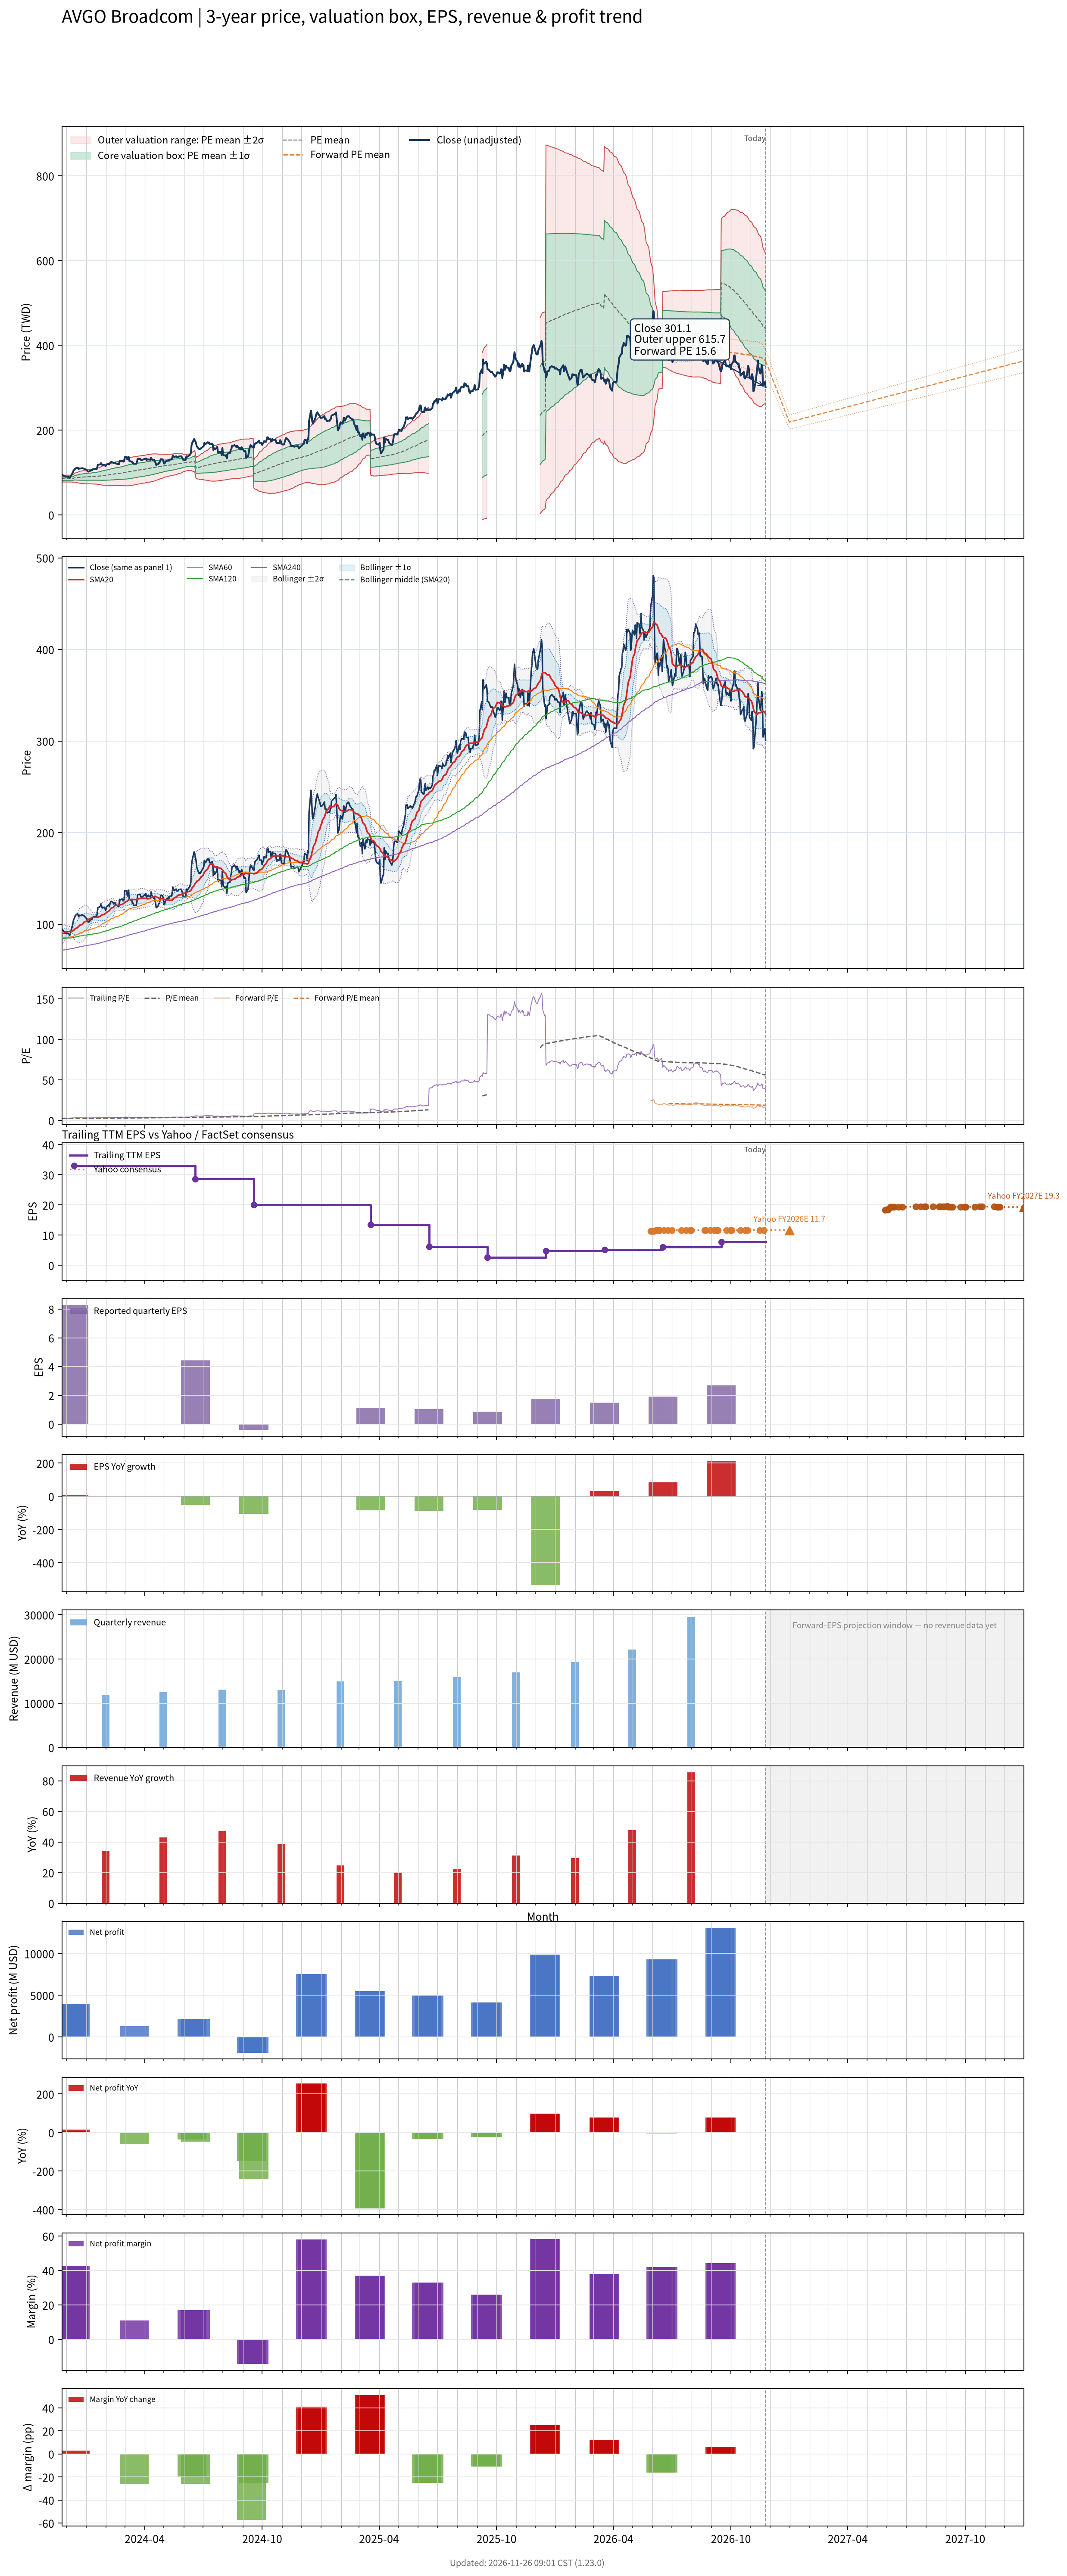 AVGO Broadcom | 3-year price, valuation box, EPS, revenue & profit trend
Outer valuation range: PE mean ±2σ
Core valuation box: PE mean ±1σ
PE mean
Forward PE mean
Close (unadjusted)
Today
Close 301.1
Outer upper 615.7
Forward PE 15.6
Price (TWD)
800
600
400
200
0
Close (same as panel 1)
SMA20
SMA60
SMA120
SMA240
Bollinger ±2σ
Bollinger ±1σ
Bollinger middle (SMA20)
Price
500
400
300
200
100
Trailing P/E
P/E mean
Forward P/E
Forward P/E mean
P/E
150
100
50
0
Trailing TTM EPS vs Yahoo / FactSet consensus
Trailing TTM EPS
Yahoo consensus
Today
Yahoo FY2026E 11.7
Yahoo FY2027E 19.3
EPS
40
30
20
10
0
Reported quarterly EPS
EPS
8
6
4
2
0
EPS YoY growth
YoY (%)
200
0
-200
-400
Quarterly revenue
Forward-EPS projection window — no revenue data yet
Revenue (M USD)
30000
20000
10000
0
Revenue YoY growth
YoY (%)
80
60
40
20
0
Month
Net profit
Net profit (M USD)
10000
5000
0
Net profit YoY
YoY (%)
200
0
-200
-400
Net profit margin
Margin (%)
60
40
20
0
Margin YoY change
Δ margin (pp)
40
20
0
-20
-40
-60
2024-04
2024-10
2025-04
2025-10
2026-04
2026-10
2027-04
2027-10
Updated: 2026-11-26 09:01 CST (1.23.0)